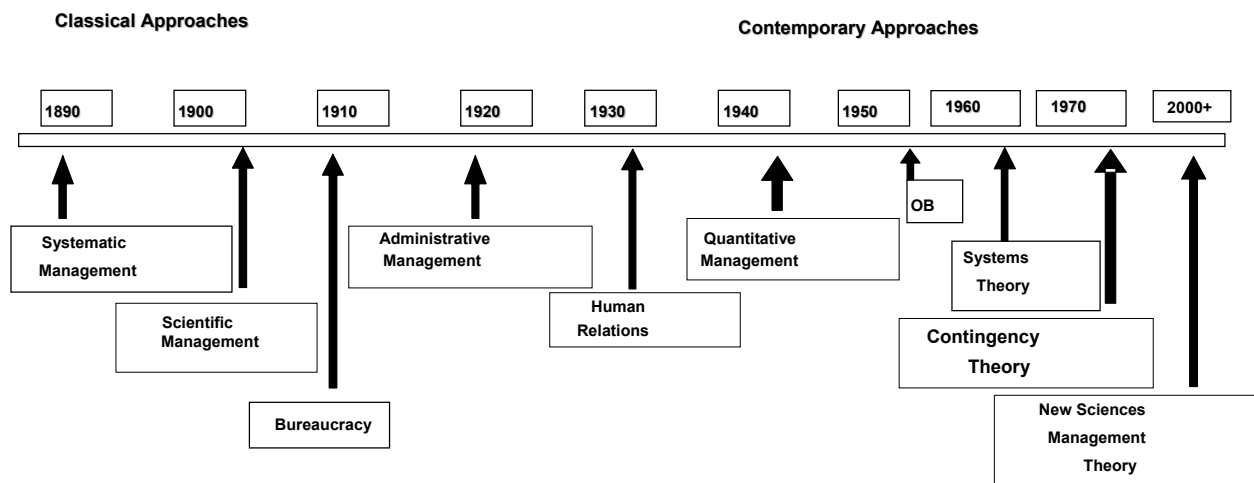 Classical Approaches
Contemporary Approaches
1890
1900
1910
1920
1930
1940
1950
1960
1970
2000+
Systematic
Management
Scientific
Management
Bureaucracy
Administrative
Management
Human
Relations
Quantitative
Management
OB
Systems
Theory
Contingency
Theory
New Sciences
Management
Theory